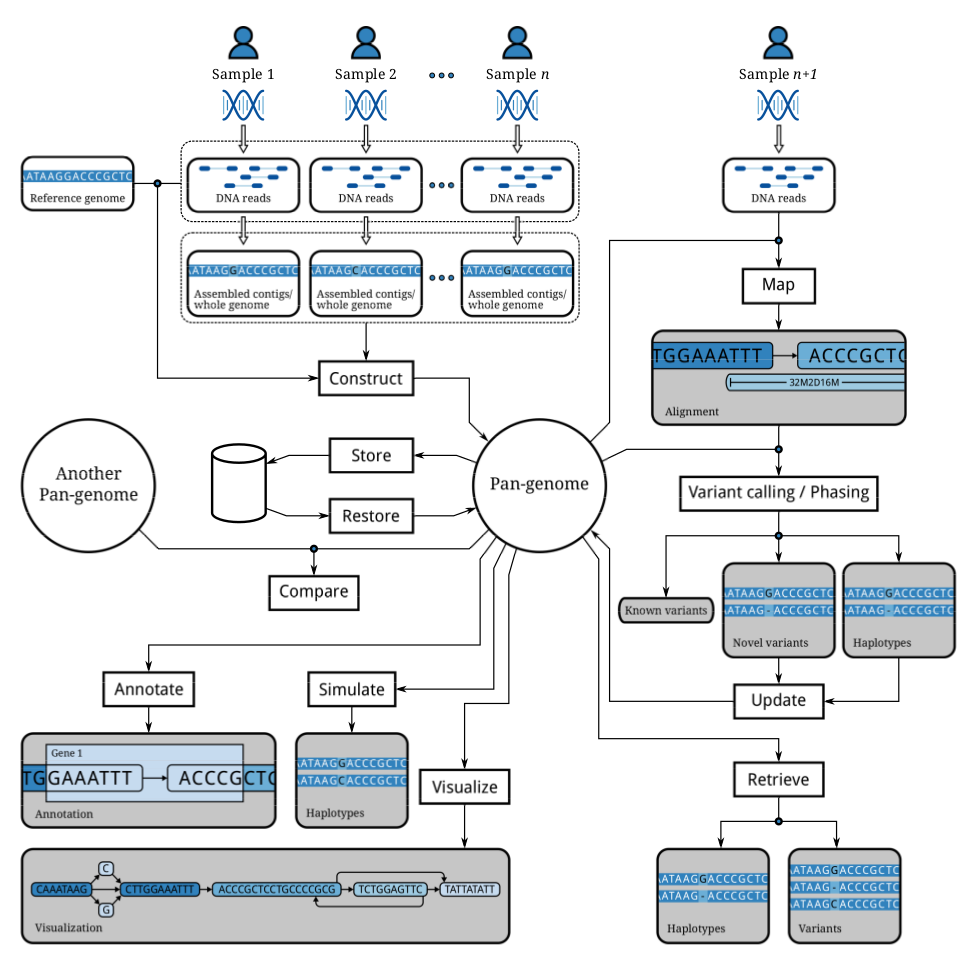 Sample 1
Sample 2
Sample n
Sample n+1
ATAAGGACCCGCTC
Reference genome
DNA reads
DNA reads
DNA reads
DNA reads
ATAAGGACCCGCTC
Assembled contigs/
whole genome
ATAAGCACCCGCTC
Assembled contigs/
whole genome
ATAAGGACCCGCTC
Assembled contigs/
whole genome
Map
TGGAAATTT
ACCCGCTC
32M2D16M
Alignment
Construct
Another
Pan-genome
Store
Restore
Pan-genome
Compare
Variant calling / Phasing
Known variants
ATAAGGACCCGCTC
ATAAG-ACCCGCTC
Novel variants
ATAAGGACCCGCTC
ATAAG-ACCCGCTC
Haplotypes
Update
Annotate
Simulate
Visualize
Retrieve
Gene 1
TGGAAATTT
ACCCGCTC
Annotation
ATAAGGACCCGCTC
ATAAGCACCCGCTC
Haplotypes
C
CAAATAAG
CTTGGAAATTT
ACCCGCTCCTGCCCCGCG
TCTGGAGTTC
TATTATATT
G
Visualization
ATAAGGACCCGCTC
ATAAG-ACCCGCTC
Haplotypes
ATAAGGACCCGCTC
ATAAG-ACCCGCTC
ATAAGCACCCGCTC
Variants